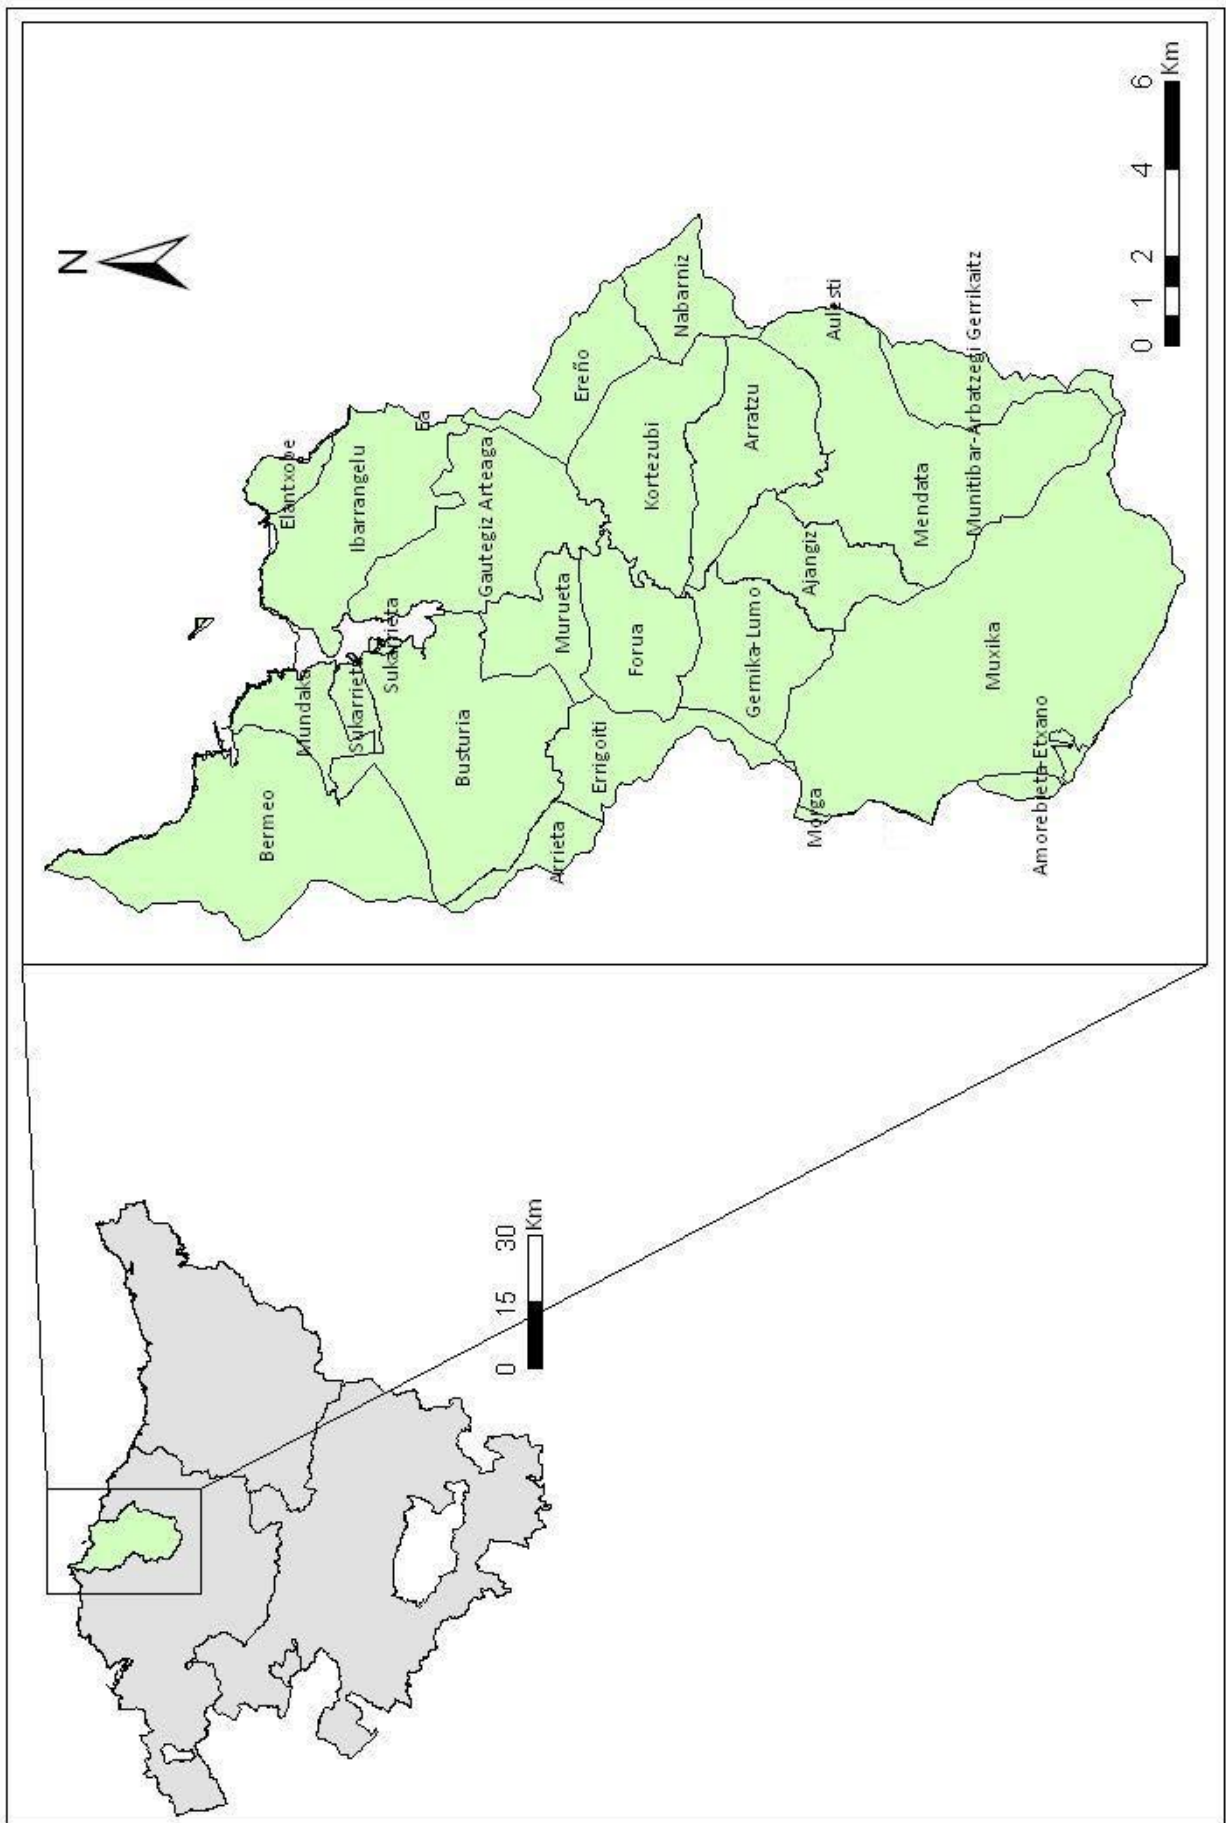 0 15 30
Km
N
Bermeo
Elantxobe
Mundaka
Sukarrieta
Ibarrangelu
Sukarrieta
Ea
Busturia
Gautegiz Arteaga
Arrieta
Murueta
Ereño
Errigoiti
Forua
Kortezubi
Nabarniz
Gernika-Lumo
Arratzu
Morga
Ajangiz
Aulesti
Mendata
Munitibar-Arbatzegi Gerrikaitz
Muxika
Amorebieta-Etxano
0 1 2 4 6
Km